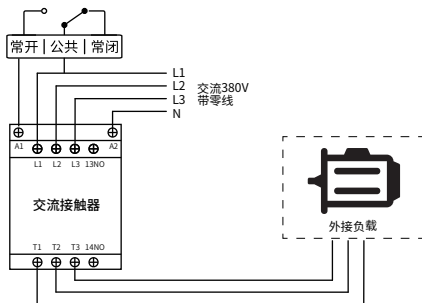 常开 | 公共 | 常闭
L1
L2 交流380V
L3 带零线
N
A1 A2
L1 L2 L3 13NO
交流接触器
外接负载
T1 T2 T3 14NO